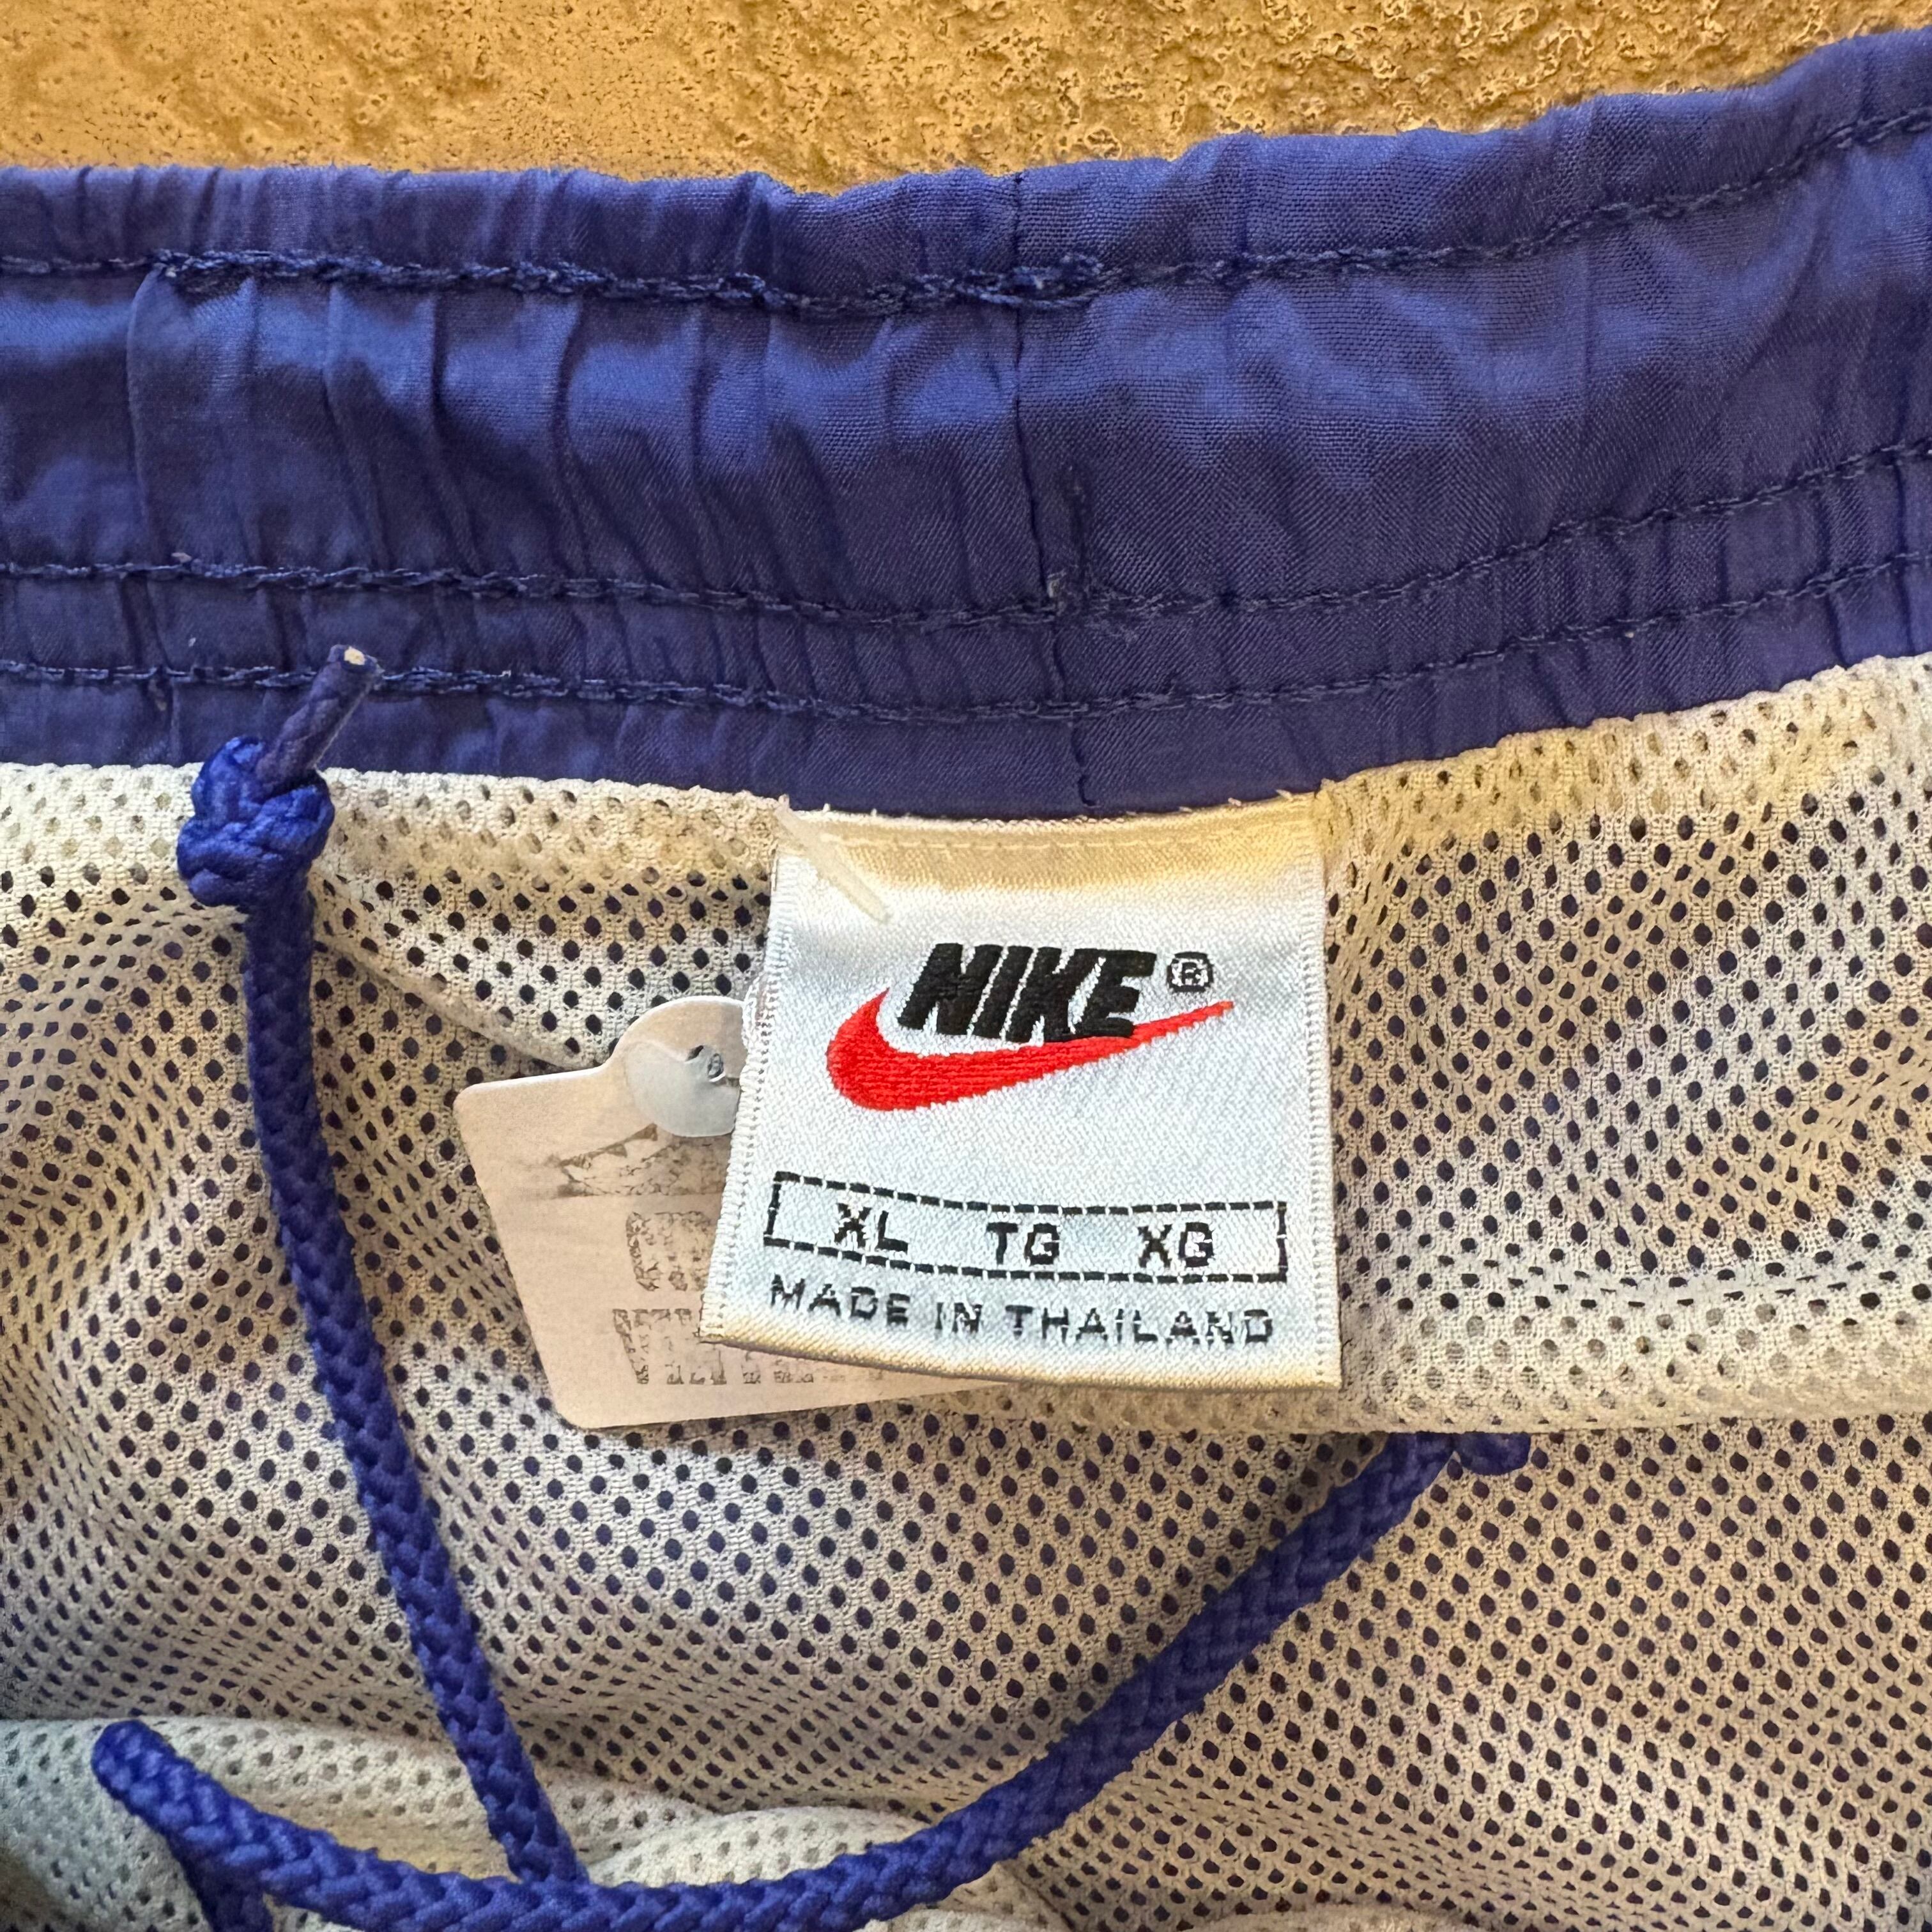 NIKE®
XL TG XG
MADE IN THAILAND